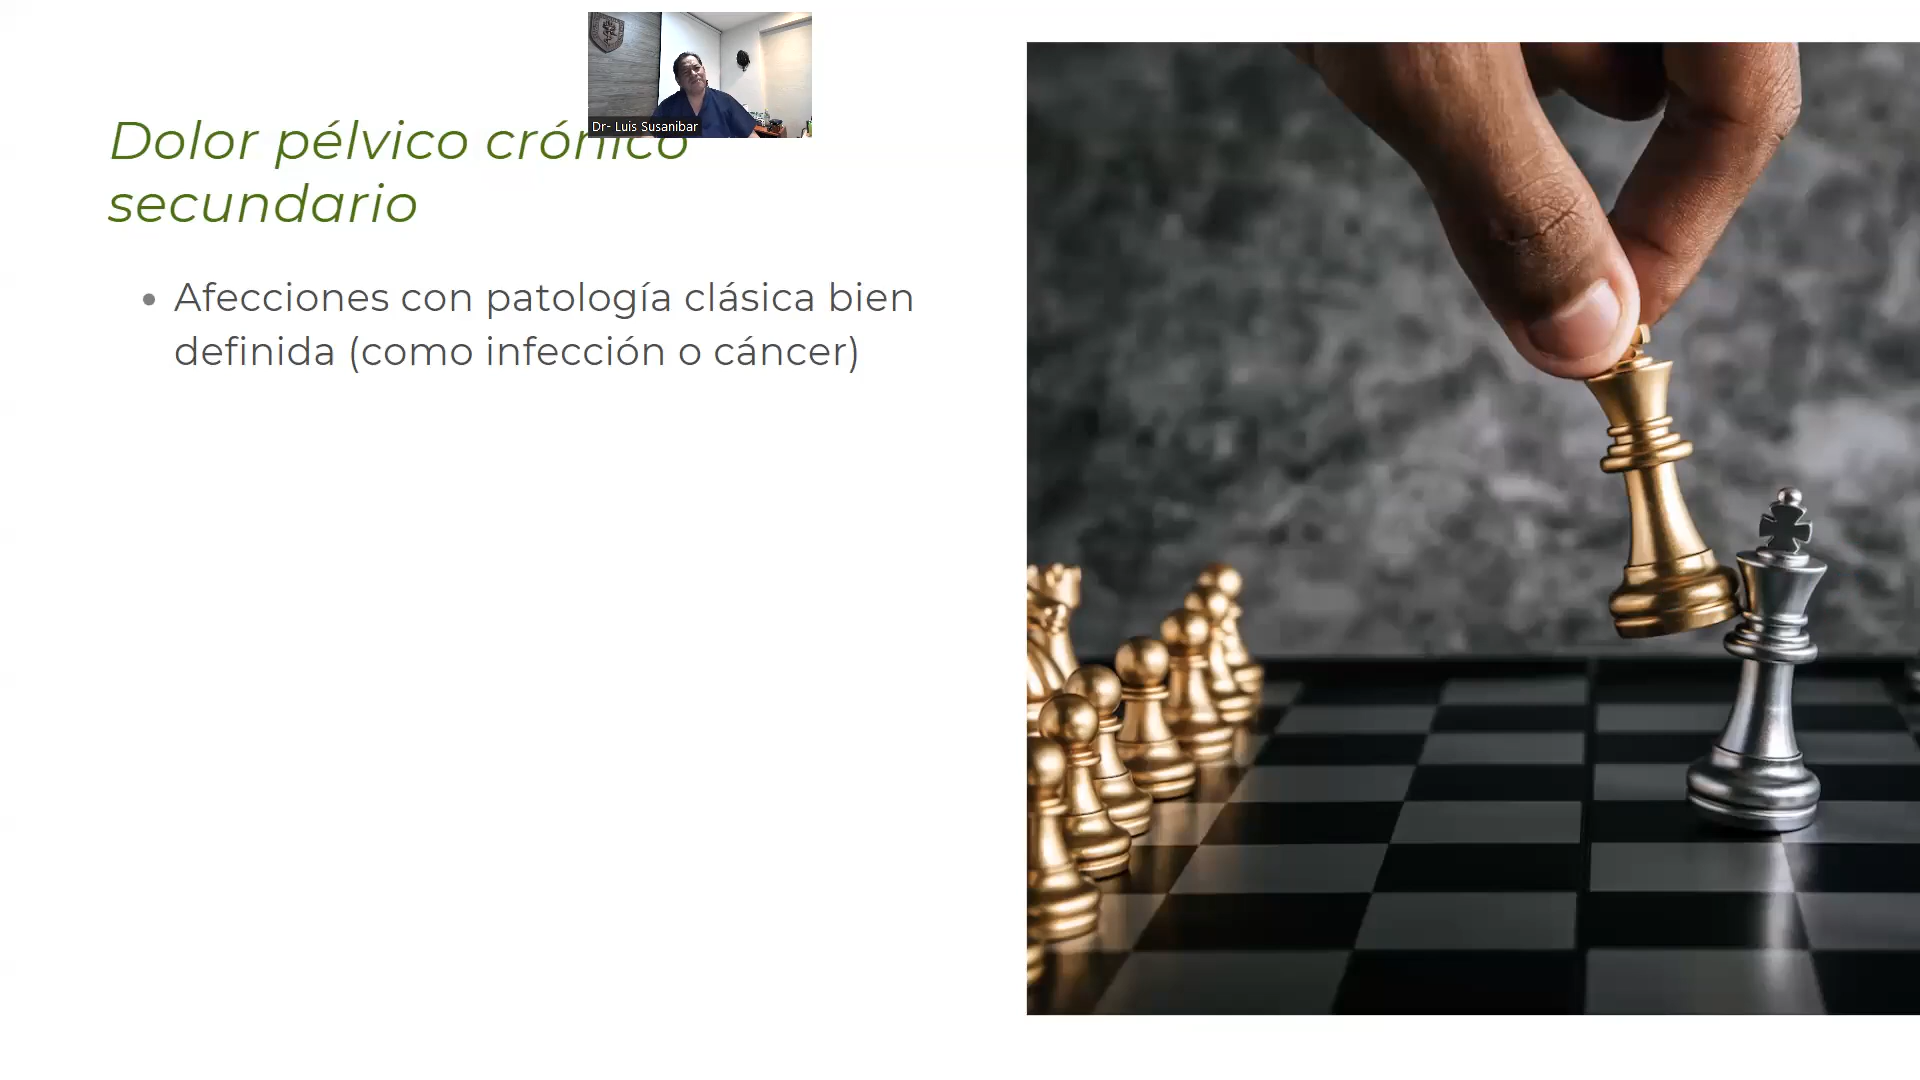 Dr- Luis Susanibar
Dolor pélvico crónico
secundario
• Afecciones con patología clásica bien
definida (como infección o cáncer)